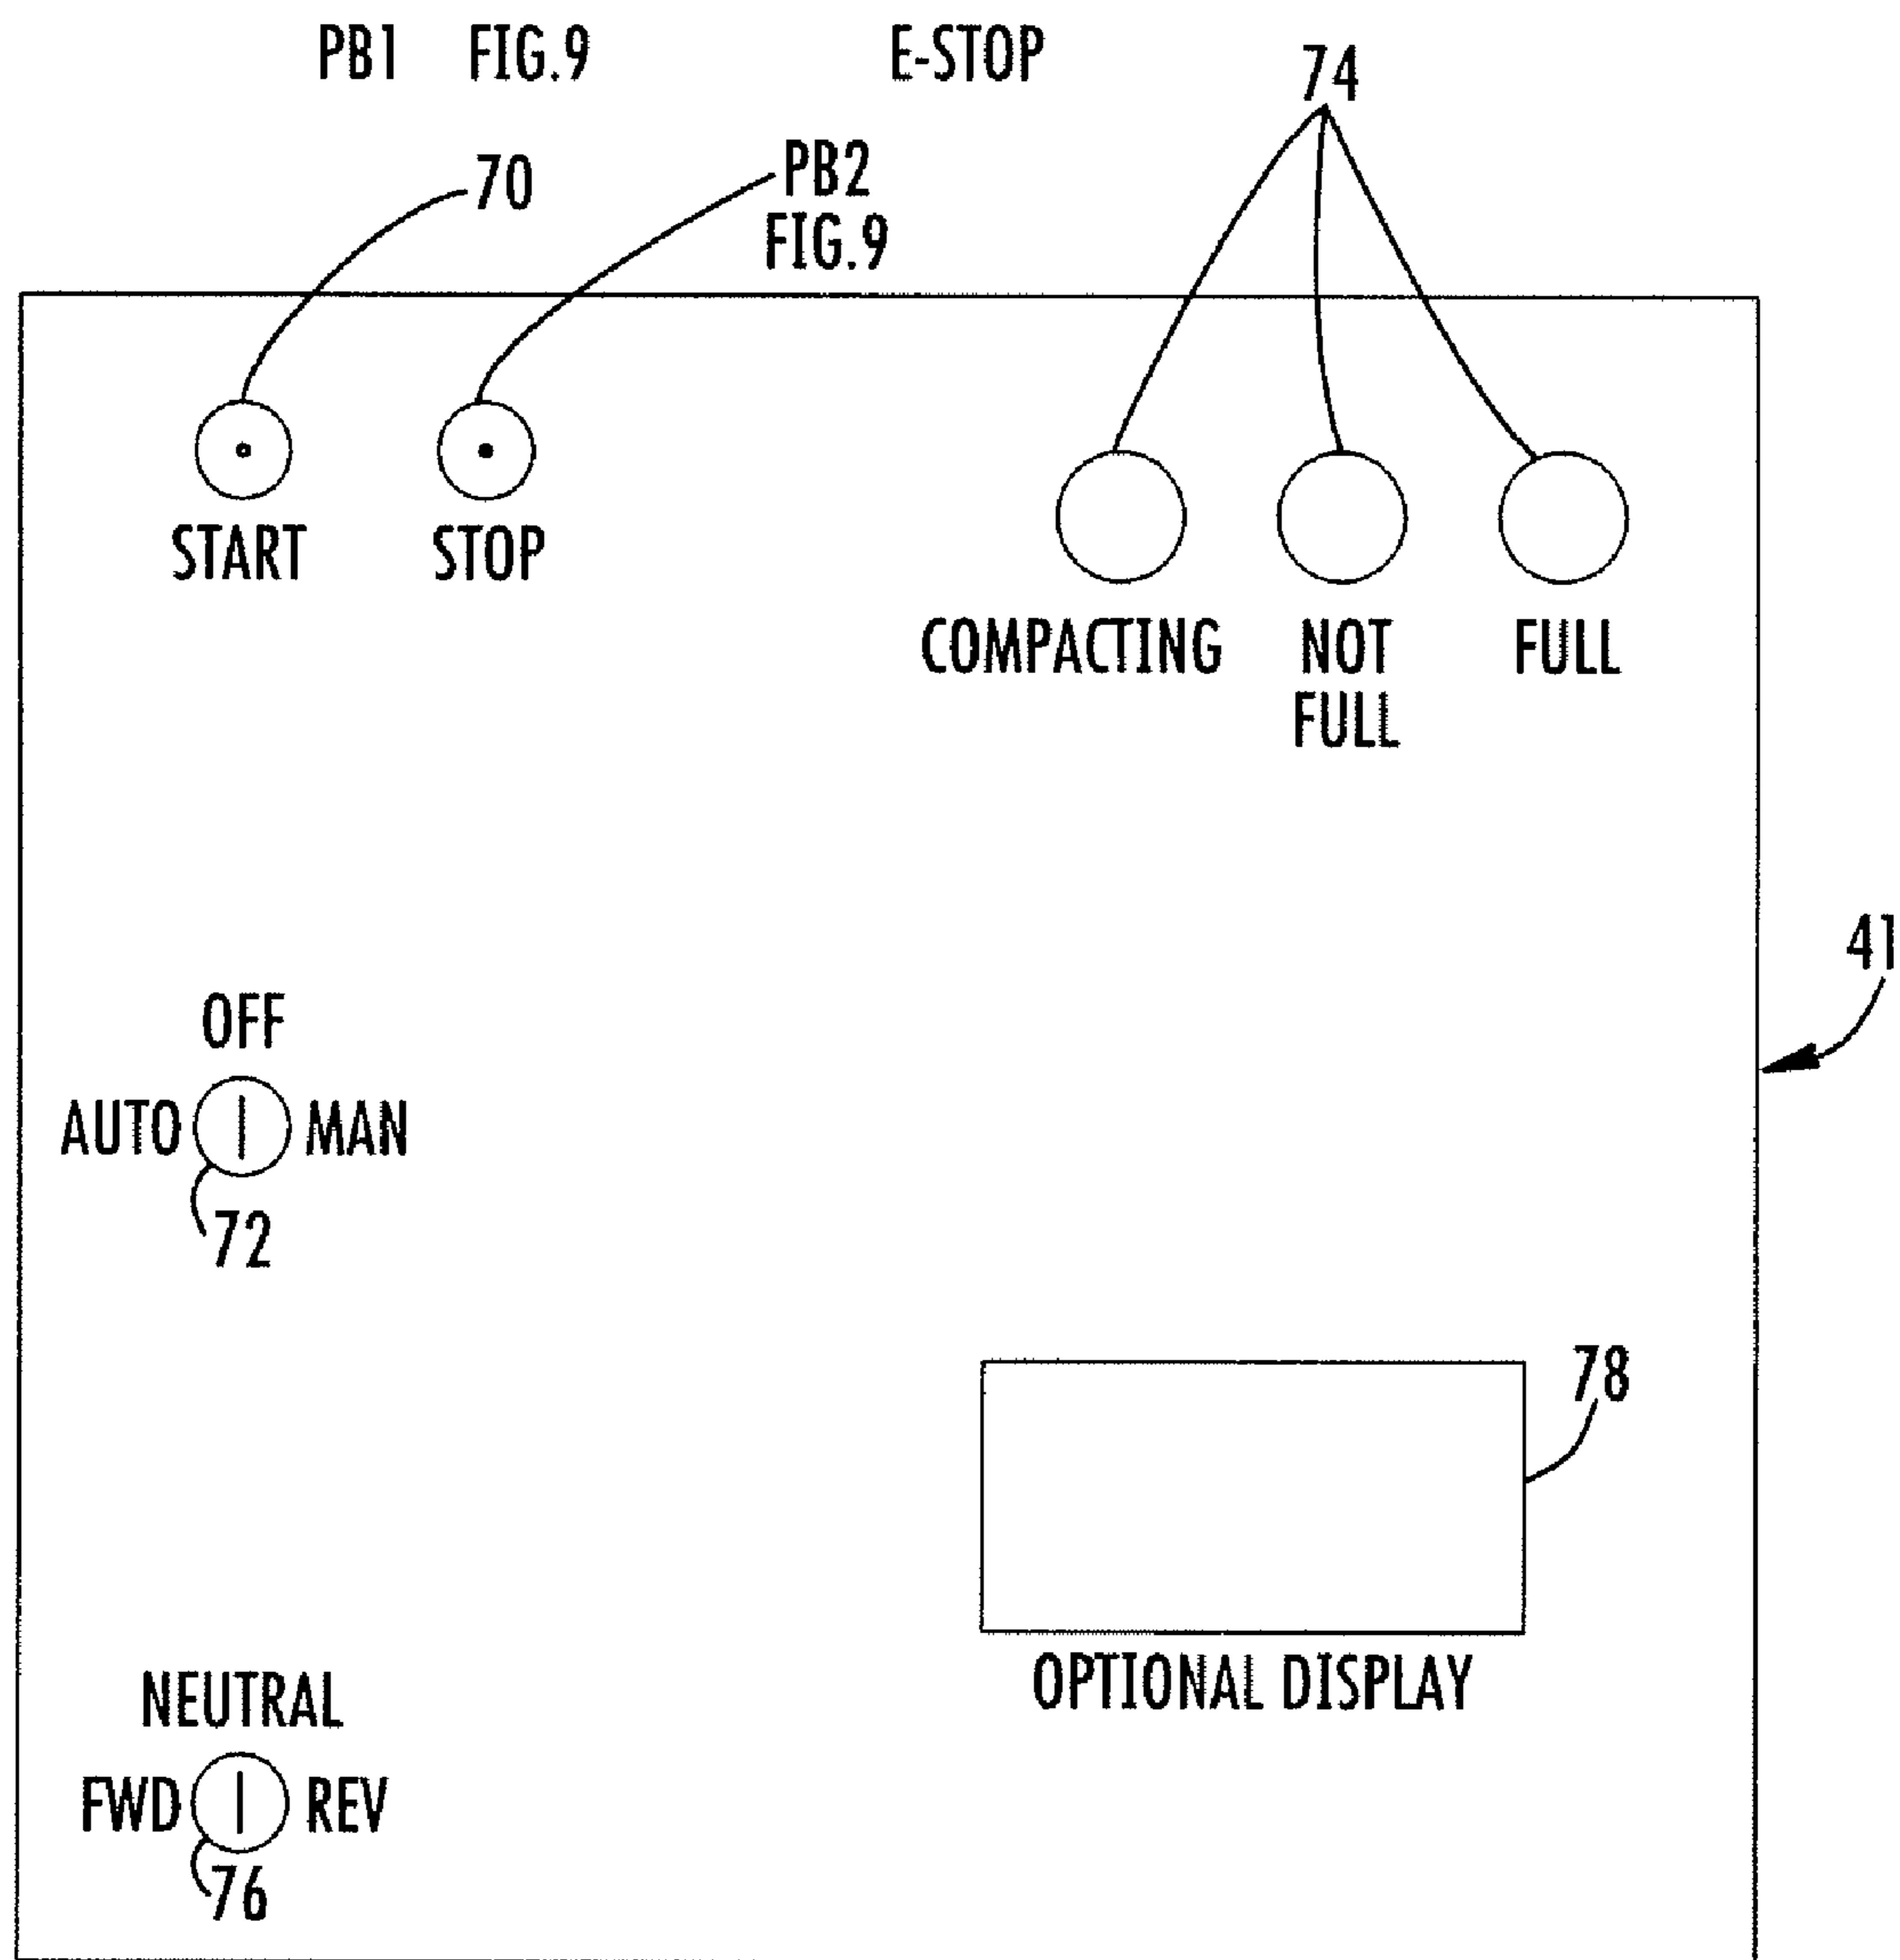 PB1 FIG.9 E-STOP
74
70
PB2
FIG.9
START STOP
COMPACTING NOT FULL
FULL
41
OFF
AUTO MAN
72
78
OPTIONAL DISPLAY
NEUTRAL
FWD REV
76